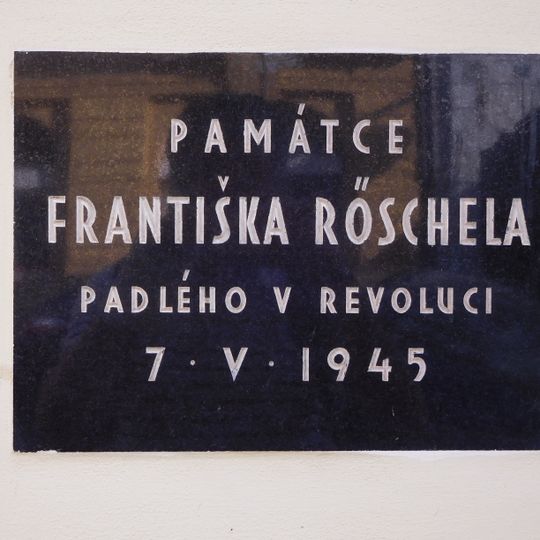 PAMÁTCE
FRANTIŠKA RŐSCHELA
PADLÉHO V REVOLUCI
7 · V · 1945